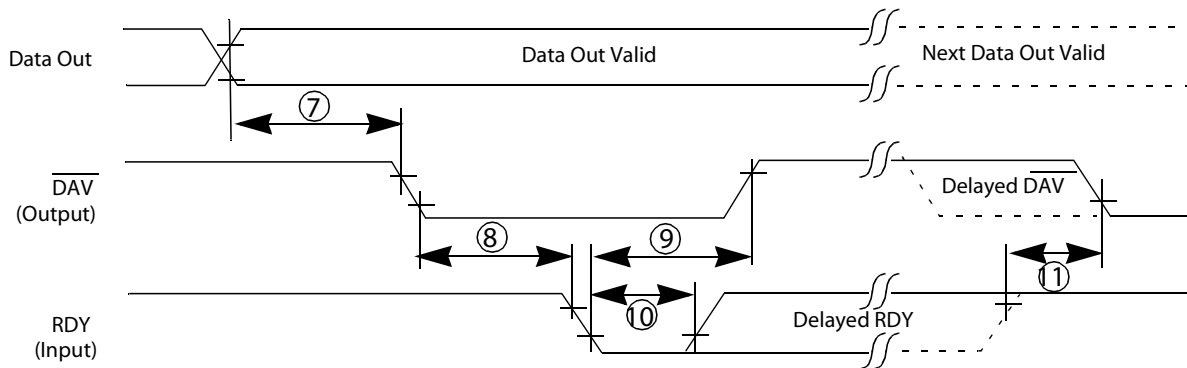 Data Out
Data Out Valid
Next Data Out Valid
7
DAV
(Output)
Delayed DAV
8
9
11
10
RDY
(Input)
Delayed RDY